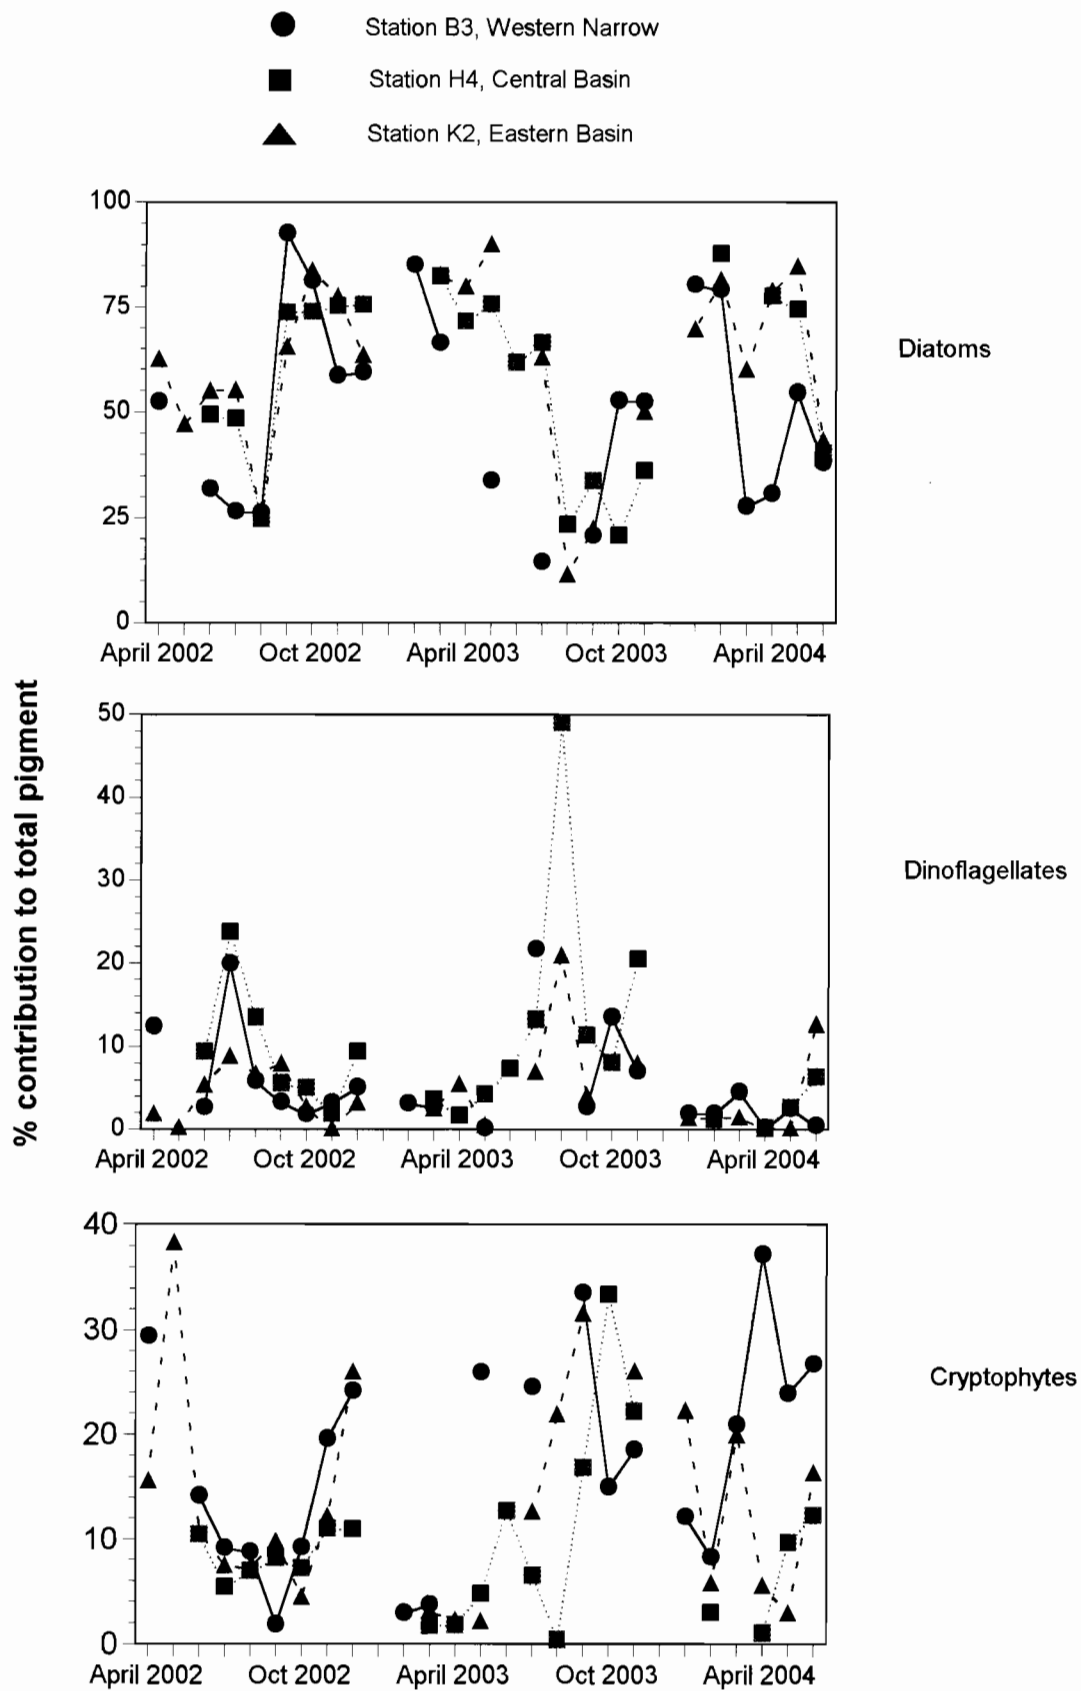 Station B3, Western Narrow
Station H4, Central Basin
Station K2, Eastern Basin
% contribution to total pigment
100
75
50
25
0
April 2002 Oct 2002 April 2003 Oct 2003 April 2004
Diatoms
50
40
30
20
10
0
April 2002 Oct 2002 April 2003 Oct 2003 April 2004
Dinoflagellates
40
30
20
10
0
April 2002 Oct 2002 April 2003 Oct 2003 April 2004
Cryptophytes